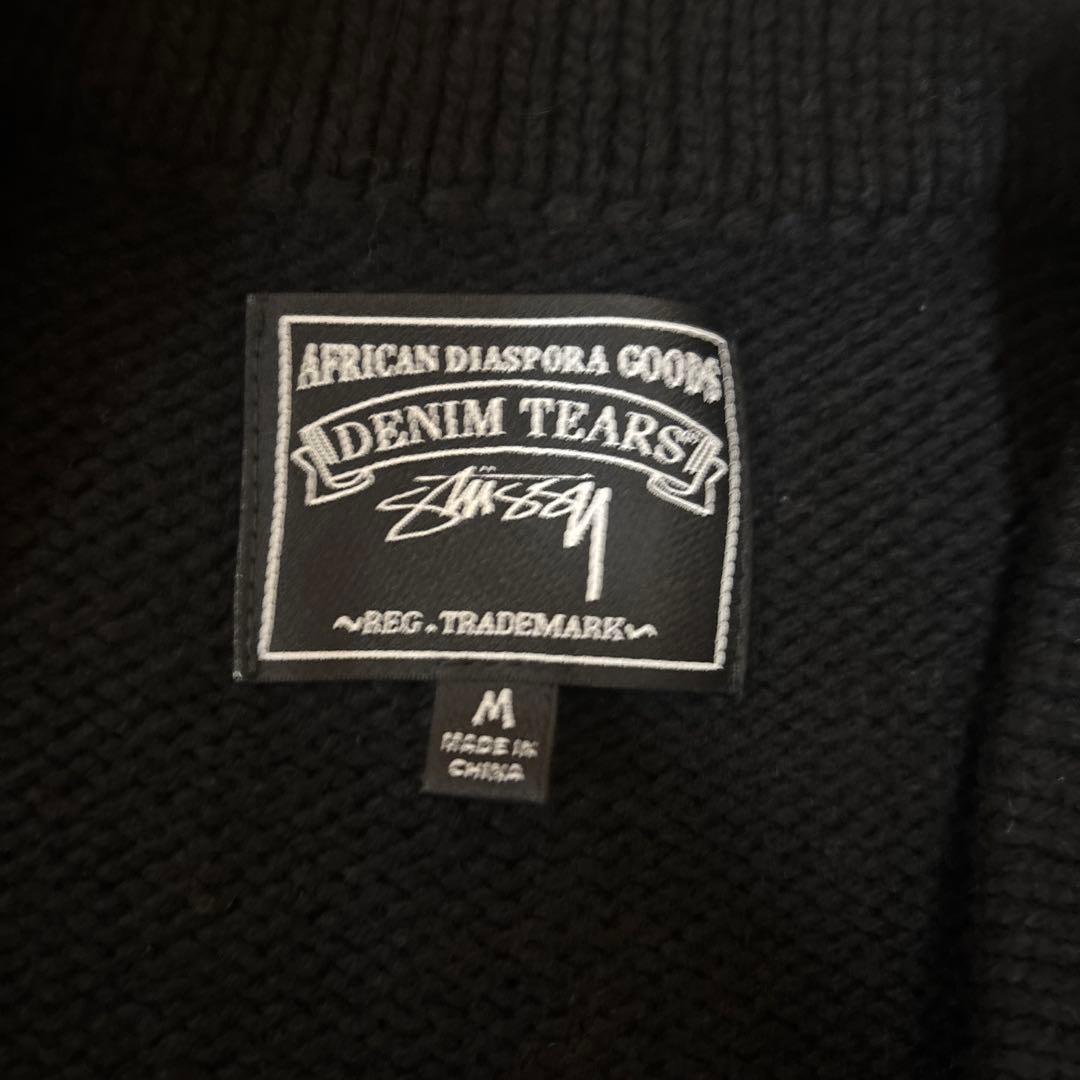 AFRICAN DIASPORA GOODS
DENIM TEARS
STÜSSY
~REG. TRADEMARK~
M
MADE IN
CHINA